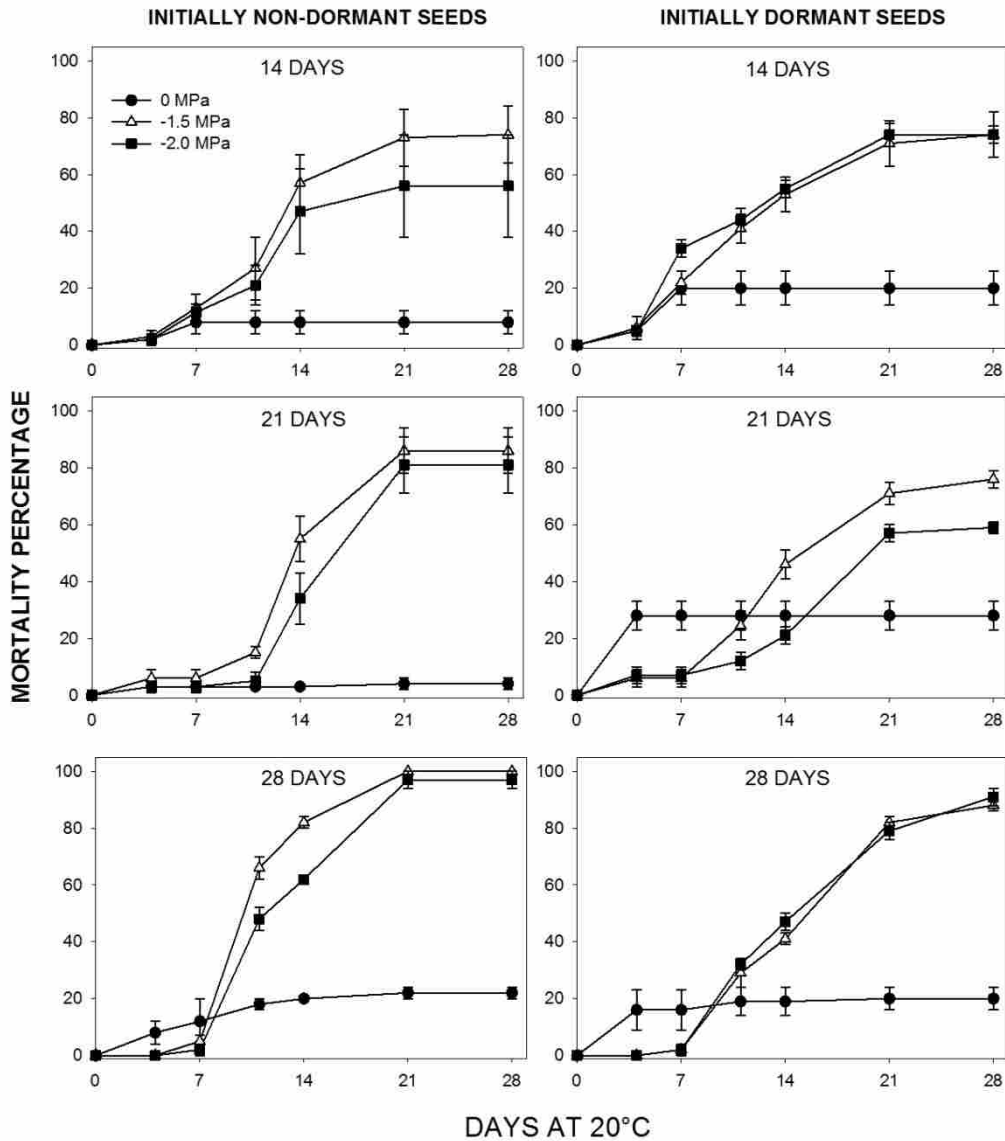 INITIALLY NON-DORMANT SEEDS
INITIALLY DORMANT SEEDS
14 DAYS
0 MPa
-1.5 MPa
-2.0 MPa
100
80
60
40
20
0
0 7 14 21 28
14 DAYS
100
80
60
40
20
0
0 7 14 21 28
MORTALITY PERCENTAGE
21 DAYS
100
80
60
40
20
0
0 7 14 21 28
21 DAYS
100
80
60
40
20
0
0 7 14 21 28
28 DAYS
100
80
60
40
20
0
0 7 14 21 28
28 DAYS
100
80
60
40
20
0
0 7 14 21 28
DAYS AT 20°C